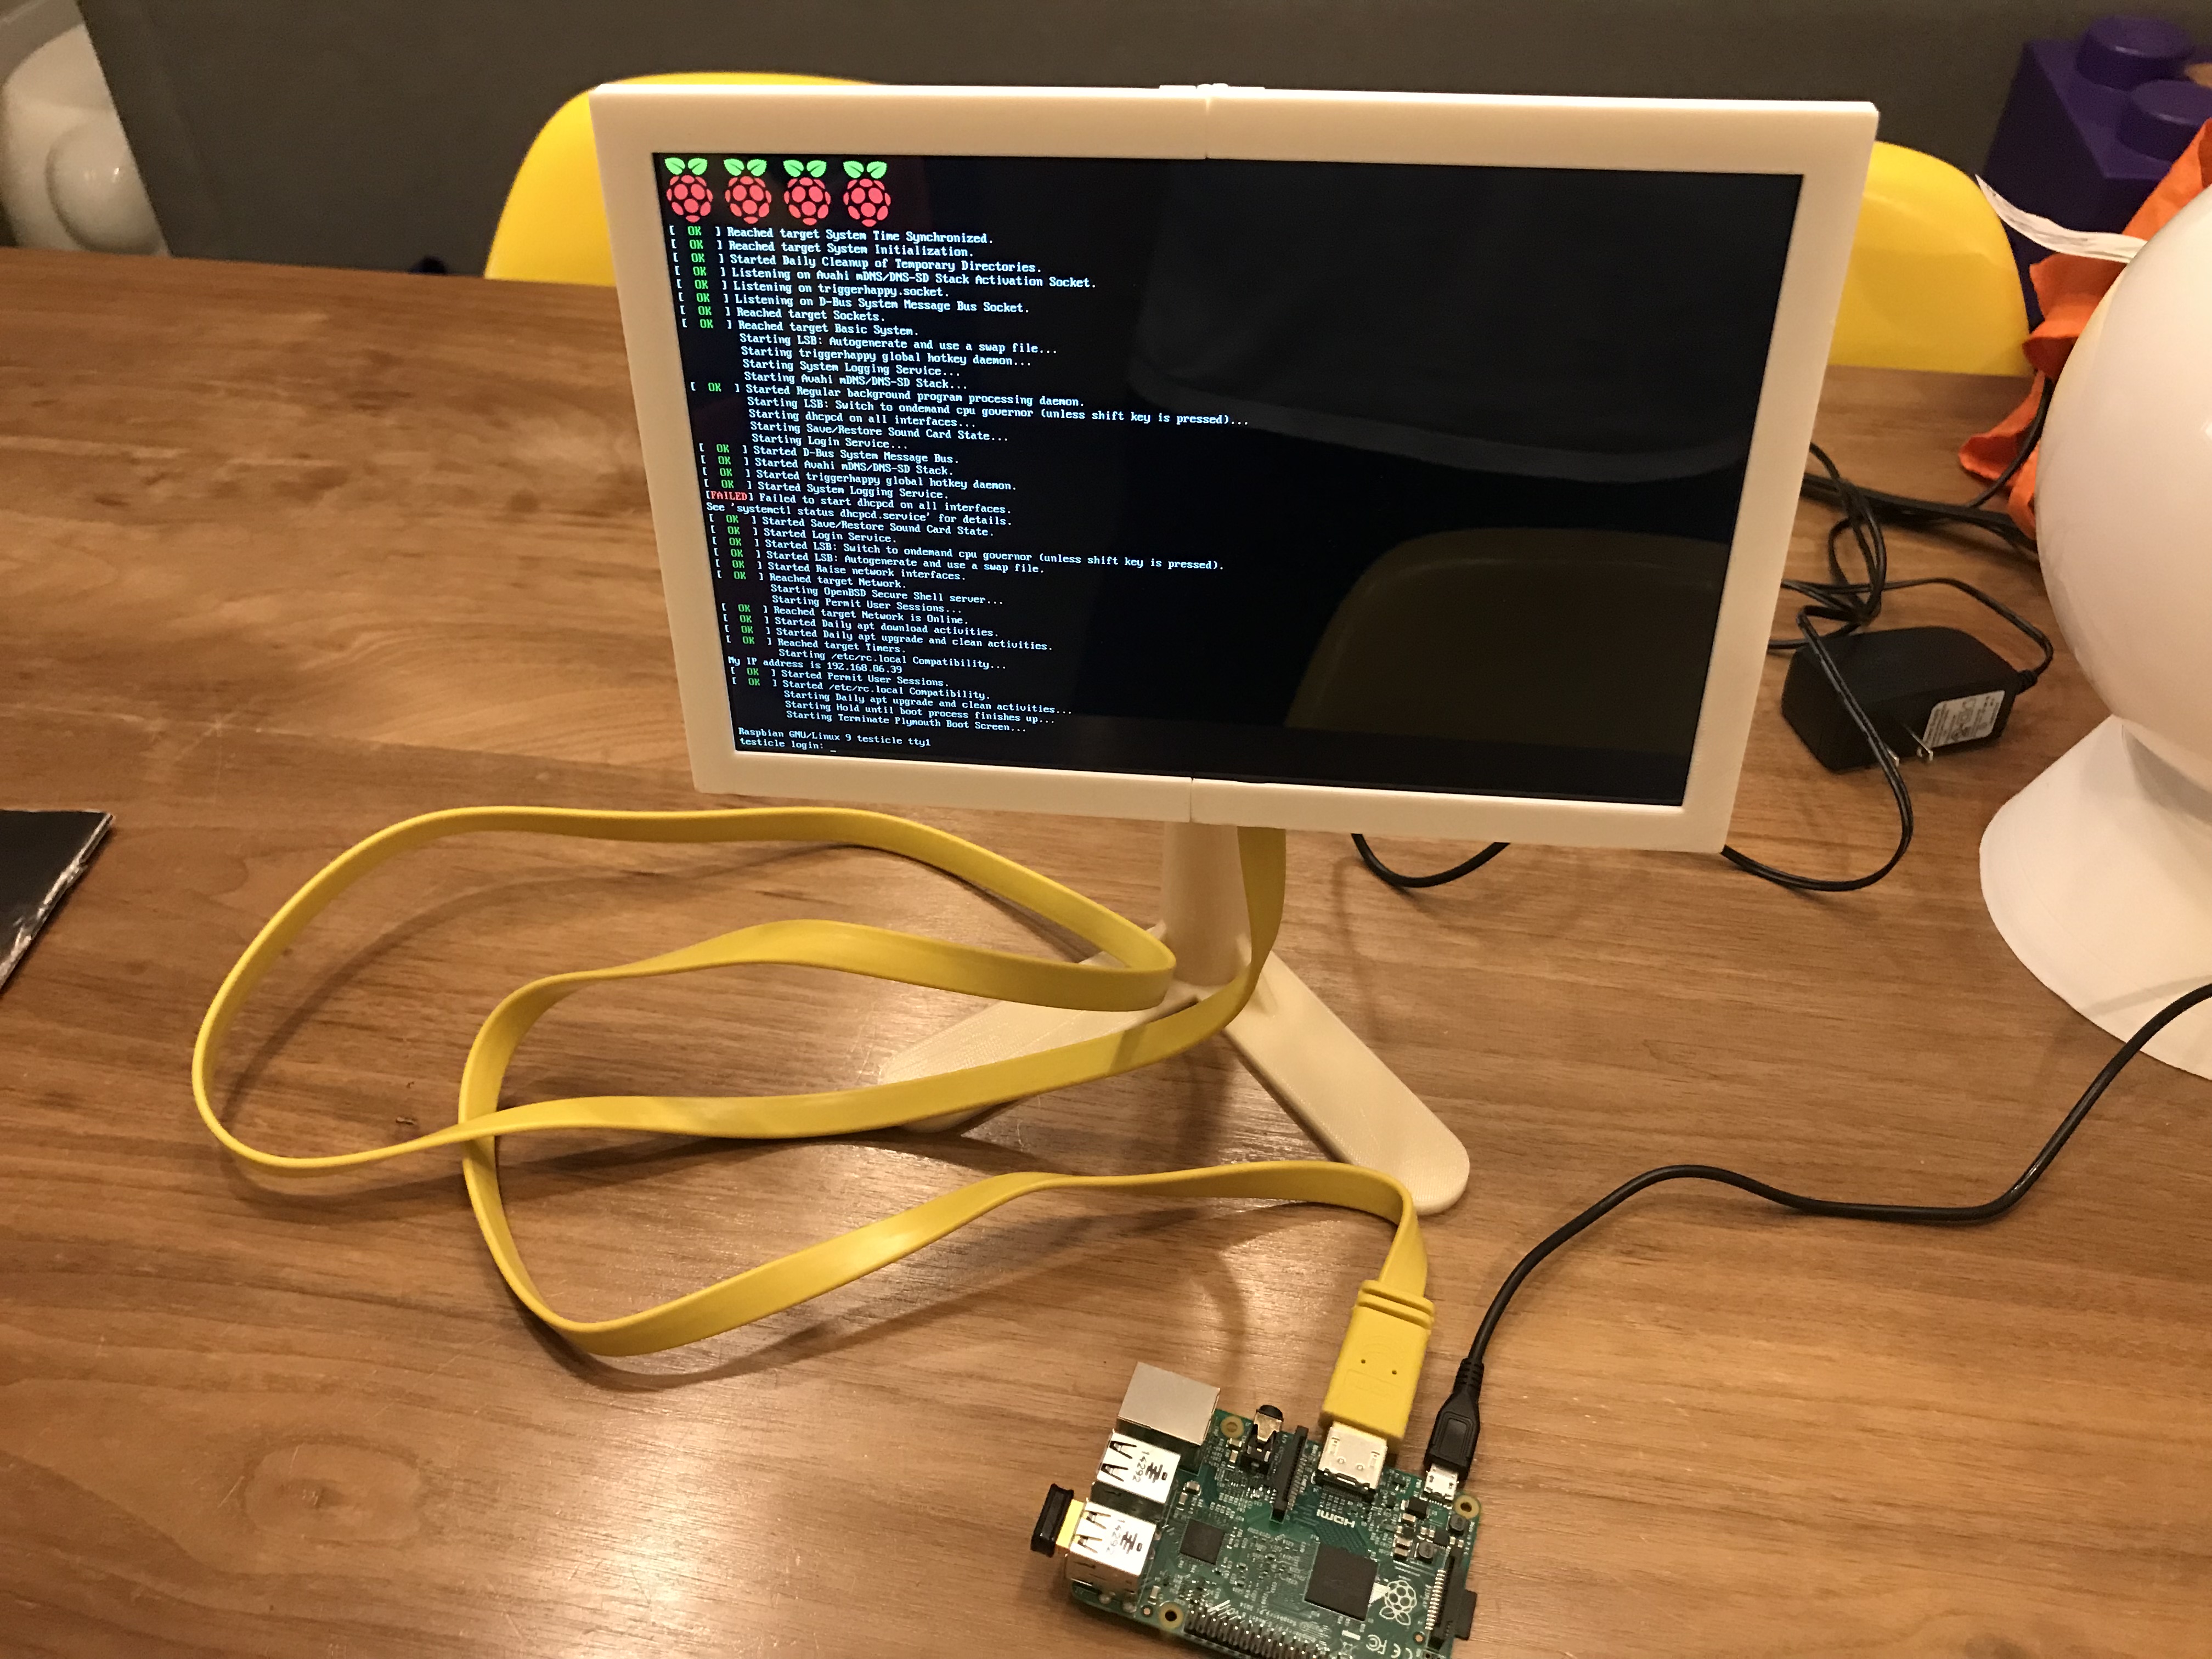 [  OK  ] Reached target System Time Synchronized.
[  OK  ] Reached target System Initialization.
[  OK  ] Started Daily Cleanup of Temporary Directories.
[  OK  ] Listening on Avahi mDNS/DNS-SD Stack Activation Socket.
[  OK  ] Listening on triggerhappy.socket.
[  OK  ] Listening on D-Bus System Message Bus Socket.
[  OK  ] Reached target Sockets.
[  OK  ] Reached target Basic System.
Starting LSB: Autogenerate and use a swap file...
Starting triggerhappy global hotkey daemon...
Starting System Logging Service...
Starting Avahi mDNS/DNS-SD Stack...
[  OK  ] Started Regular background program processing daemon.
Starting LSB: Switch to ondemand cpu governor (unless shift key is pressed)...
Starting dhcpcd on all interfaces...
Starting Save/Restore Sound Card State...
Starting Login Service...
[  OK  ] Started D-Bus System Message Bus.
[  OK  ] Started Avahi mDNS/DNS-SD Stack.
[  OK  ] Started triggerhappy global hotkey daemon.
[  OK  ] Started System Logging Service.
[FAILED] Failed to start dhcpcd on all interfaces.
See 'systemctl status dhcpcd.service' for details.
[  OK  ] Started Save/Restore Sound Card State.
[  OK  ] Started Login Service.
[  OK  ] Started LSB: Switch to ondemand cpu governor (unless shift key is pressed).
[  OK  ] Started LSB: Autogenerate and use a swap file.
[  OK  ] Started Raise network interfaces.
[  OK  ] Reached target Network.
Starting OpenBSD Secure Shell server...
Starting Permit User Sessions...
[  OK  ] Reached target Network is Online.
[  OK  ] Started Daily apt download activities.
[  OK  ] Started Daily apt upgrade and clean activities.
[  OK  ] Reached target Timers.
Starting /etc/rc.local Compatibility...
My IP address is 192.168.86.39
[  OK  ] Started Permit User Sessions.
[  OK  ] Started /etc/rc.local Compatibility.
Starting Daily apt upgrade and clean activities...
Starting Hold until boot process finishes up...
Starting Terminate Plymouth Boot Screen...
Raspbian GNU/Linux 9 testicle tty1
testicle login: _
14292
14292
HDMI
FC CE